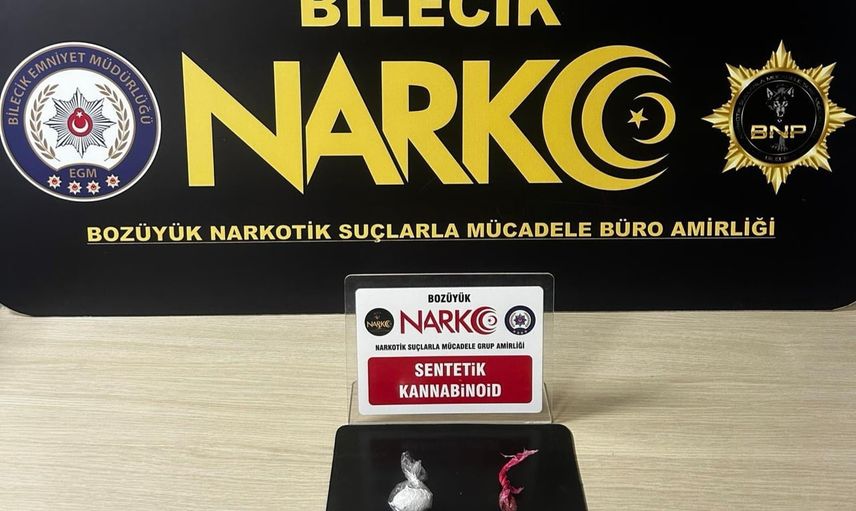 BİLECİK
BİLECİK EMNİYET MÜDÜRLÜĞÜ
EGM
NARKO
BNP
BOZÜYÜK NARKOTİK SUÇLARLA MÜCADELE BÜRO AMİRLİĞİ
BOZÜYÜK
NARKO
NARKO
NARKOTİK SUÇLARLA MÜCADELE GRUP AMİRLİĞİ
SENTETİK
KANNABİNOİD